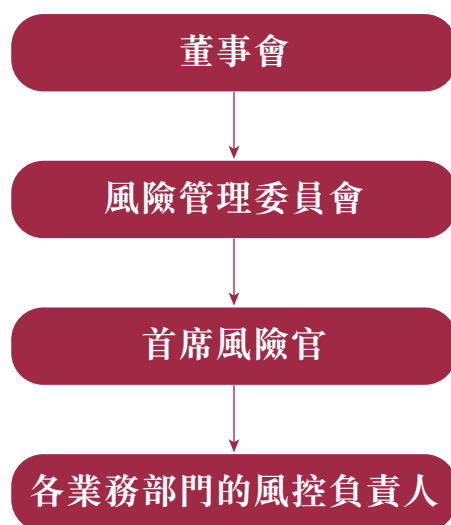 董事會
風險管理委員會
首席風險官
各業務部門的風控負責人